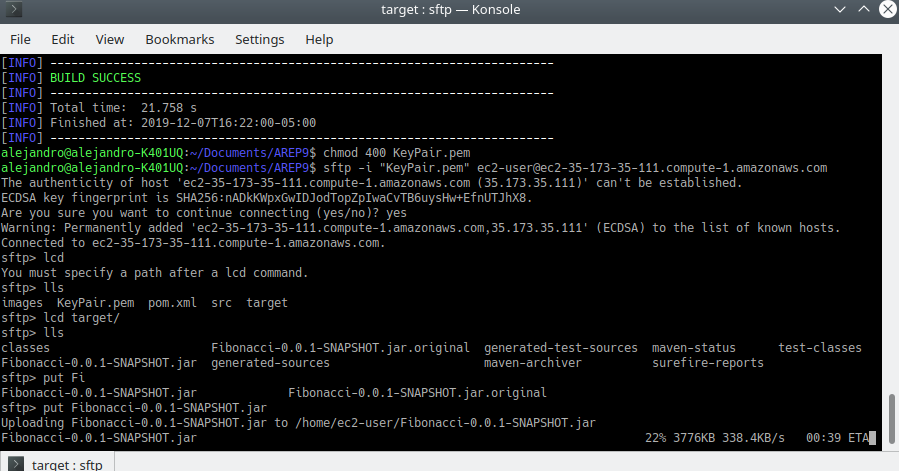 target : sftp — Konsole
File Edit View Bookmarks Settings Help
[INFO] ------------------------------------------------------------------------
[INFO] BUILD SUCCESS
[INFO] ------------------------------------------------------------------------
[INFO] Total time:  21.758 s
[INFO] Finished at: 2019-12-07T16:22:00-05:00
[INFO] ------------------------------------------------------------------------
alejandro@alejandro-K401UQ:~/Documents/AREP9$ chmod 400 KeyPair.pem
alejandro@alejandro-K401UQ:~/Documents/AREP9$ sftp -i "KeyPair.pem" ec2-user@ec2-35-173-35-111.compute-1.amazonaws.com
The authenticity of host 'ec2-35-173-35-111.compute-1.amazonaws.com (35.173.35.111)' can't be established.
ECDSA key fingerprint is SHA256:nADkKWpxGwIDJodTopZpIwaCvTB6uysHw+EfnUTJhX8.
Are you sure you want to continue connecting (yes/no)? yes
Warning: Permanently added 'ec2-35-173-35-111.compute-1.amazonaws.com,35.173.35.111' (ECDSA) to the list of known hosts.
Connected to ec2-35-173-35-111.compute-1.amazonaws.com.
sftp> lcd
You must specify a path after a lcd command.
sftp> lls
images  KeyPair.pem  pom.xml  src  target
sftp> lcd target/
sftp> lls
classes Fibonacci-0.0.1-SNAPSHOT.jar.original generated-test-sources maven-status test-classes
Fibonacci-0.0.1-SNAPSHOT.jar generated-sources maven-archiver surefire-reports
sftp> put Fi
Fibonacci-0.0.1-SNAPSHOT.jar Fibonacci-0.0.1-SNAPSHOT.jar.original
sftp> put Fibonacci-0.0.1-SNAPSHOT.jar
Uploading Fibonacci-0.0.1-SNAPSHOT.jar to /home/ec2-user/Fibonacci-0.0.1-SNAPSHOT.jar
Fibonacci-0.0.1-SNAPSHOT.jar 22% 3776KB 338.4KB/s 00:39 ETA
target : sftp